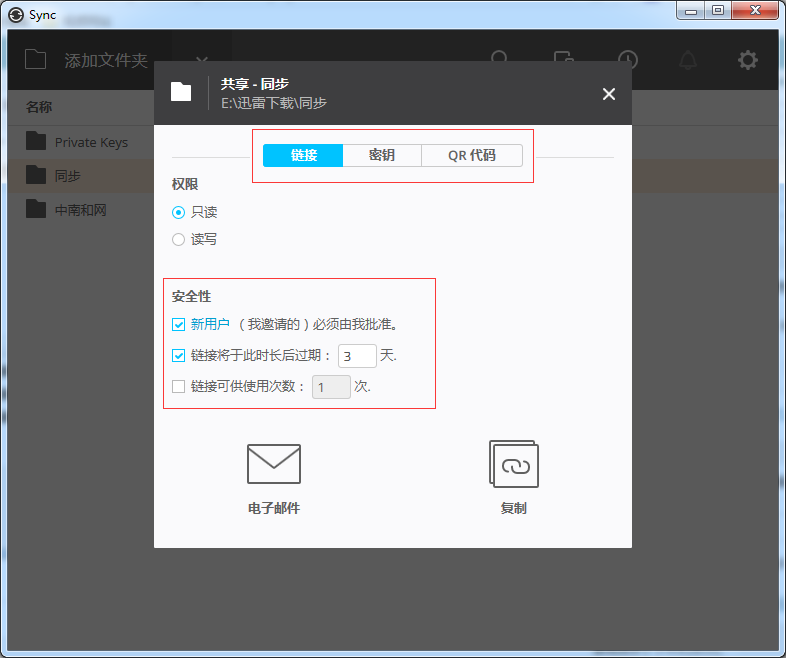 Sync
添加文件夹
共享 - 同步
E:\迅雷下载\同步
名称
链接 密钥 QR 代码
Private Keys
同步
中南和网
权限
只读
读写
安全性
新用户 （我邀请的）必须由我批准。
链接将于此时长后过期： 3 天.
链接可供使用次数： 1 次.
电子邮件 复制